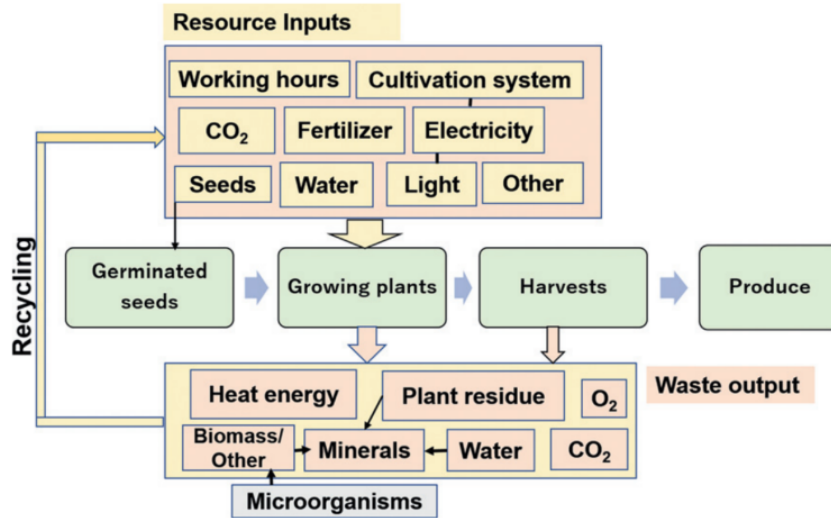 Resource Inputs
Working hours
Cultivation system
CO₂
Fertilizer
Electricity
Seeds
Water
Light
Other
Recycling
Germinated
seeds
Growing plants
Harvests
Produce
Waste output
Heat energy
Plant residue
O₂
Biomass/
Other
Minerals
Water
CO₂
Microorganisms